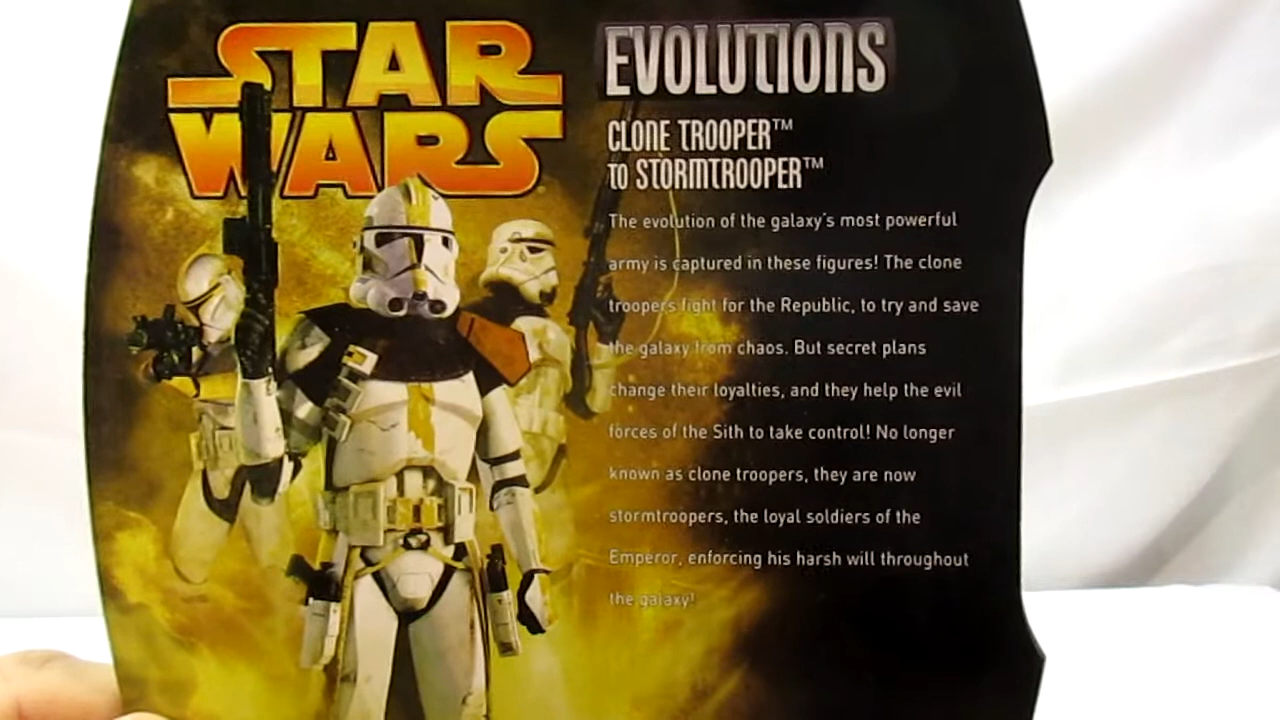 STAR
WARS
EVOLUTIONS
CLONE TROOPER™
to STORMTROOPER™
The evolution of the galaxy's most powerful
army is captured in these figures! The clone
troopers fight for the Republic, to try and save
the galaxy from chaos. But secret plans
change their loyalties, and they help the evil
forces of the Sith to take control! No longer
known as clone troopers, they are now
stormtroopers, the loyal soldiers of the
Emperor, enforcing his harsh will throughout
the galaxy!